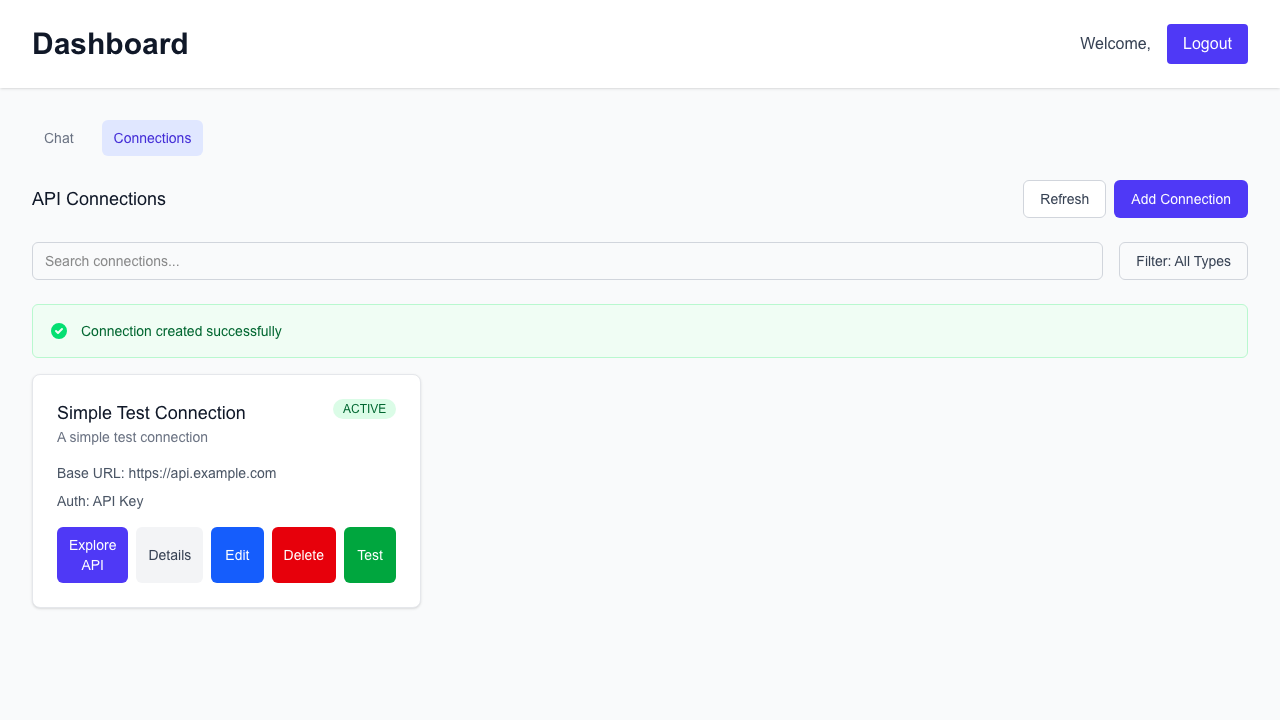 Dashboard
Welcome,
Logout
Chat
Connections
API Connections
Refresh
Add Connection
Search connections...
Filter: All Types
Connection created successfully
Simple Test Connection
ACTIVE
A simple test connection
Base URL: https://api.example.com
Auth: API Key
Explore
API
Details
Edit
Delete
Test